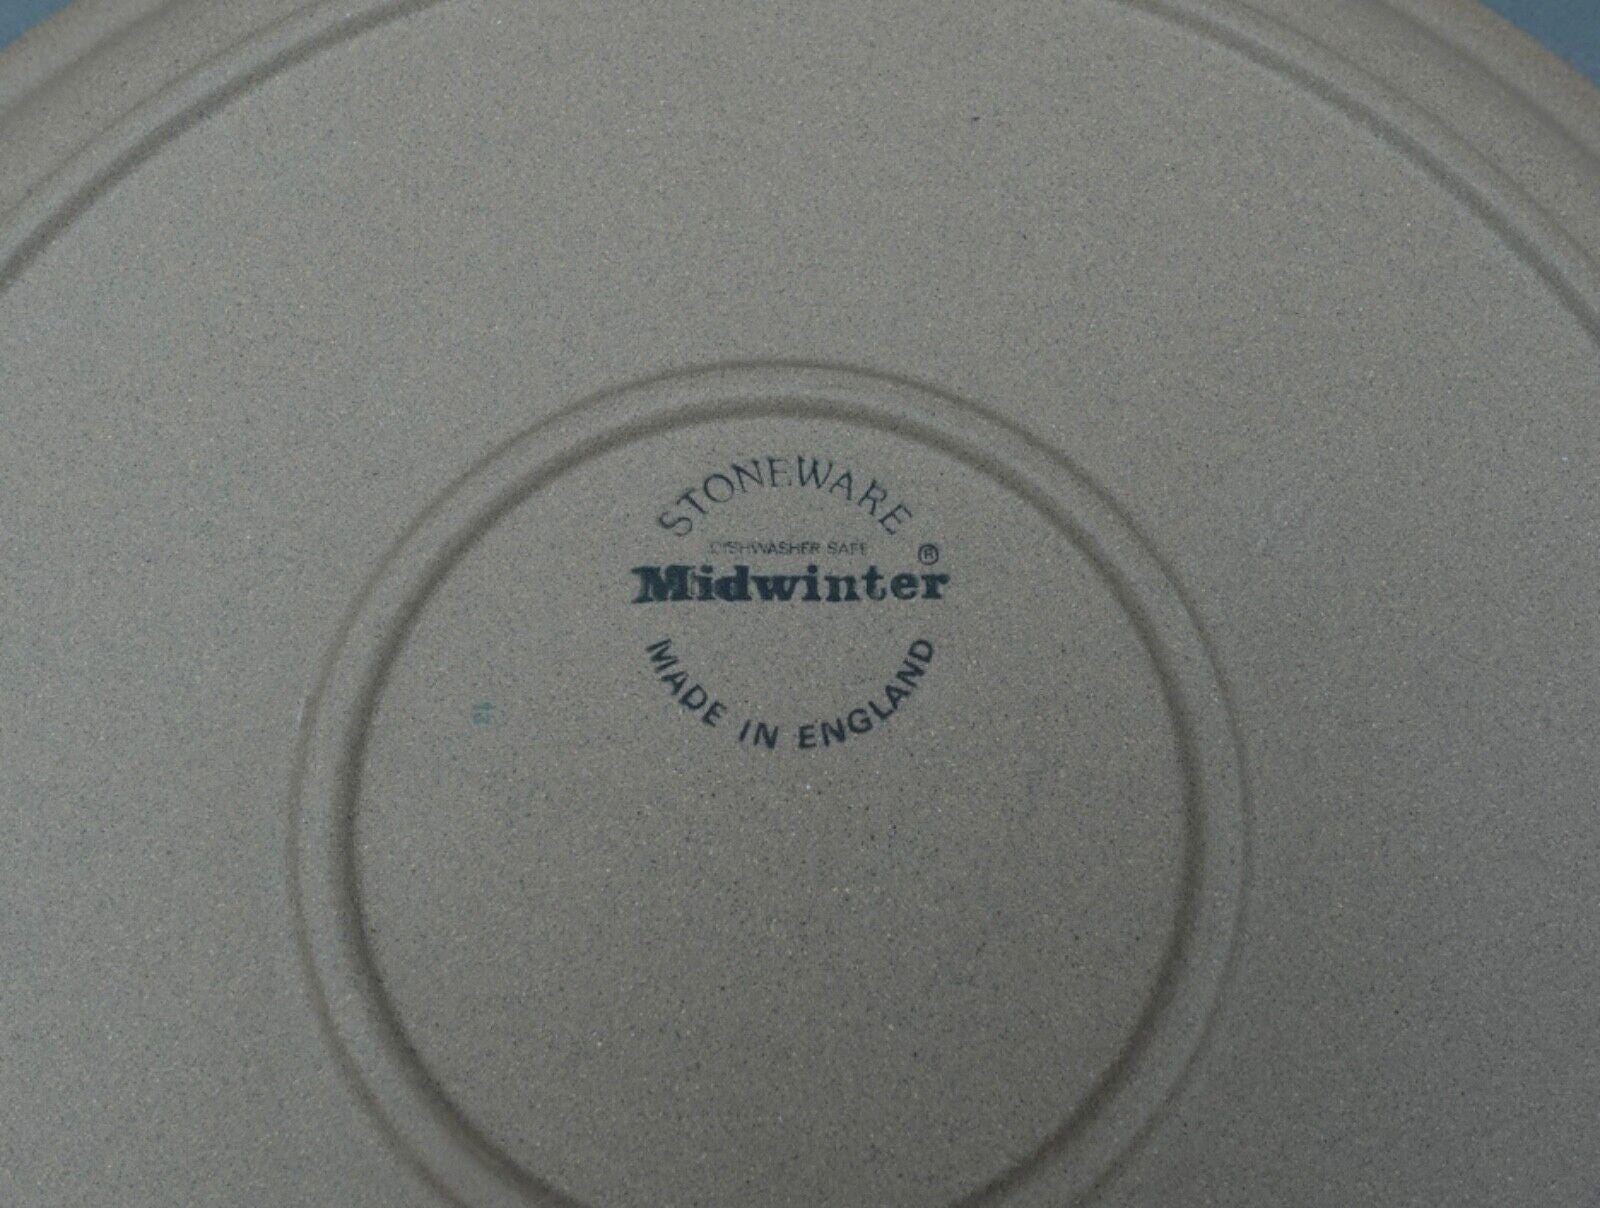 STONEWARE
DISHWASHER SAFE
Midwinter ®
MADE IN ENGLAND